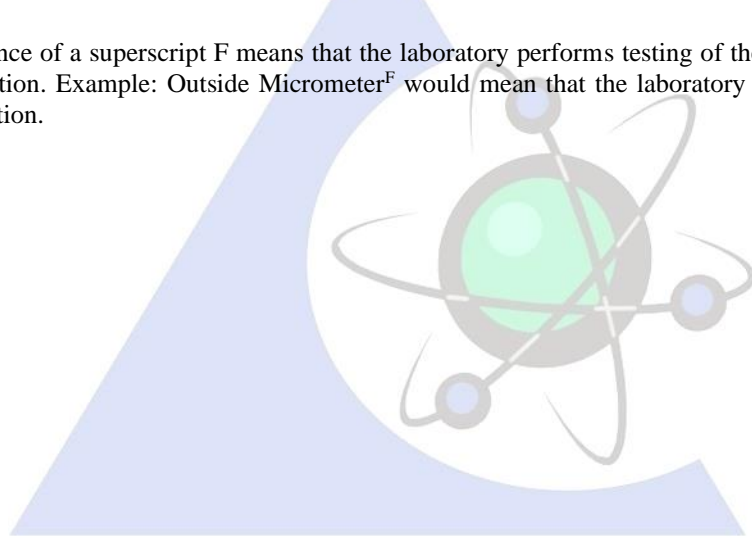 nce of a superscript F means that the laboratory performs testing of the
tion. Example: Outside Micrometerᶠ would mean that the laboratory
tion.